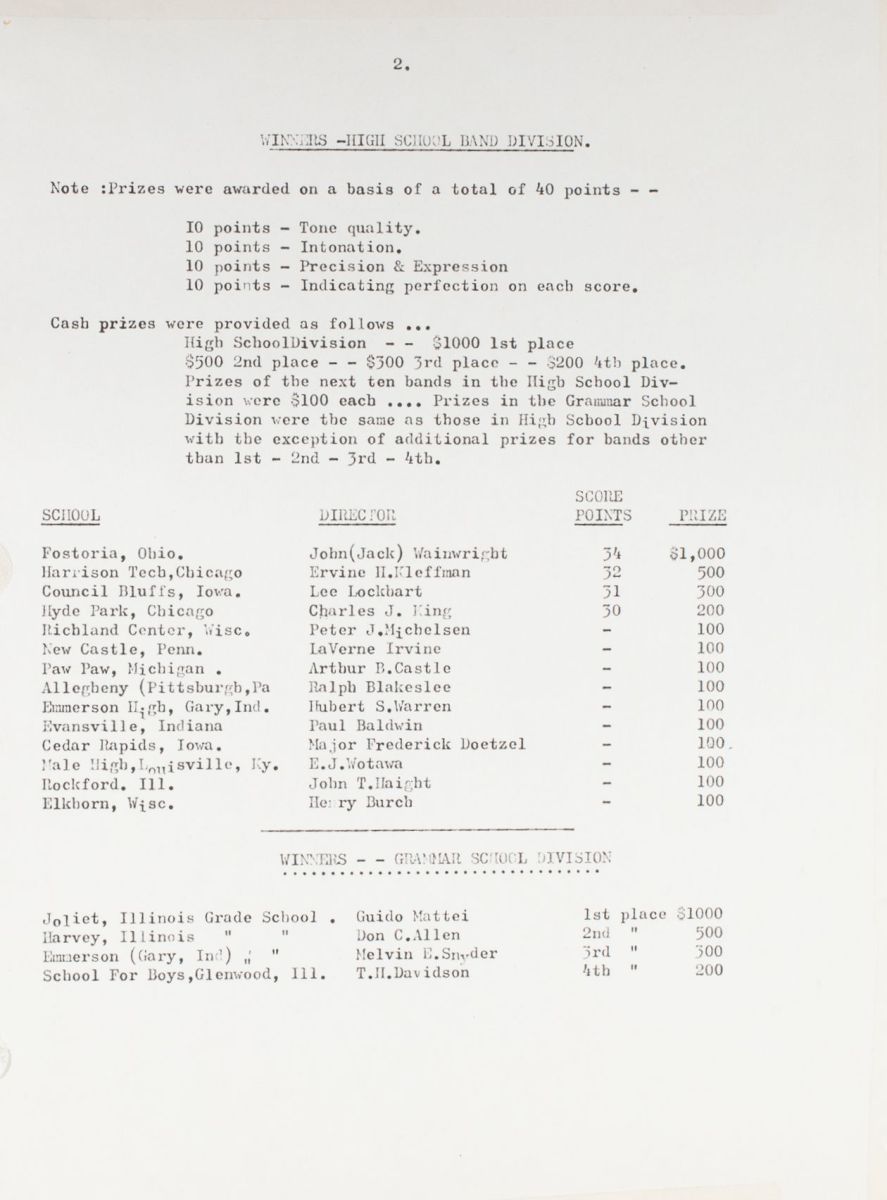 2.
WINNERS -HIGH SCHOOL BAND DIVISION.
Note :Prizes were awarded on a basis of a total of 40 points - -
I0 points - Tone quality.
10 points - Intonation.
10 points - Precision & Expression
10 points - Indicating perfection on each score.
Cash prizes were provided as follows ...
High SchoolDivision - - $1000 1st place
$500 2nd place - - $300 3rd place - - $200 4th place.
Prizes of the next ten bands in the High School Div-
ision were $100 each .... Prizes in the Grammar School
Division were the same as those in High School Division
with the exception of additional prizes for bands other
than 1st - 2nd - 3rd - 4th.
SCORE
SCHOOL DIRECTOR POINTS PRIZE
Fostoria, Ohio. John(Jack) Wainwright 34 $1,000
Harrison Tech,Chicago Ervine H.Kleffman 32 500
Council Bluffs, Iowa. Lee Lockhart 31 300
Hyde Park, Chicago Charles J. King 30 200
Richland Center, Wisc. Peter J.Michelsen - 100
New Castle, Penn. LaVerne Irvine - 100
Paw Paw, Michigan . Arthur B.Castle - 100
Allegheny (Pittsburgh,Pa Ralph Blakeslee - 100
Emmerson High, Gary,Ind. Hubert S.Warren - 100
Evansville, Indiana Paul Baldwin - 100
Cedar Rapids, Iowa. Major Frederick Doetzel - 100.
Male High,Louisville, Ky. E.J.Wotawa - 100
Rockford. Ill. John T.Haight - 100
Elkhorn, Wisc. Henry Burch - 100
WINNERS - - GRAMMAR SCHOOL DIVISION
Joliet, Illinois Grade School . Guido Mattei 1st place $1000
Harvey, Illinois " " Don C.Allen 2nd " 500
Emmerson (Gary, Ind) " " Melvin E.Snyder 3rd " 300
School For Boys,Glenwood, Ill. T.H.Davidson 4th " 200